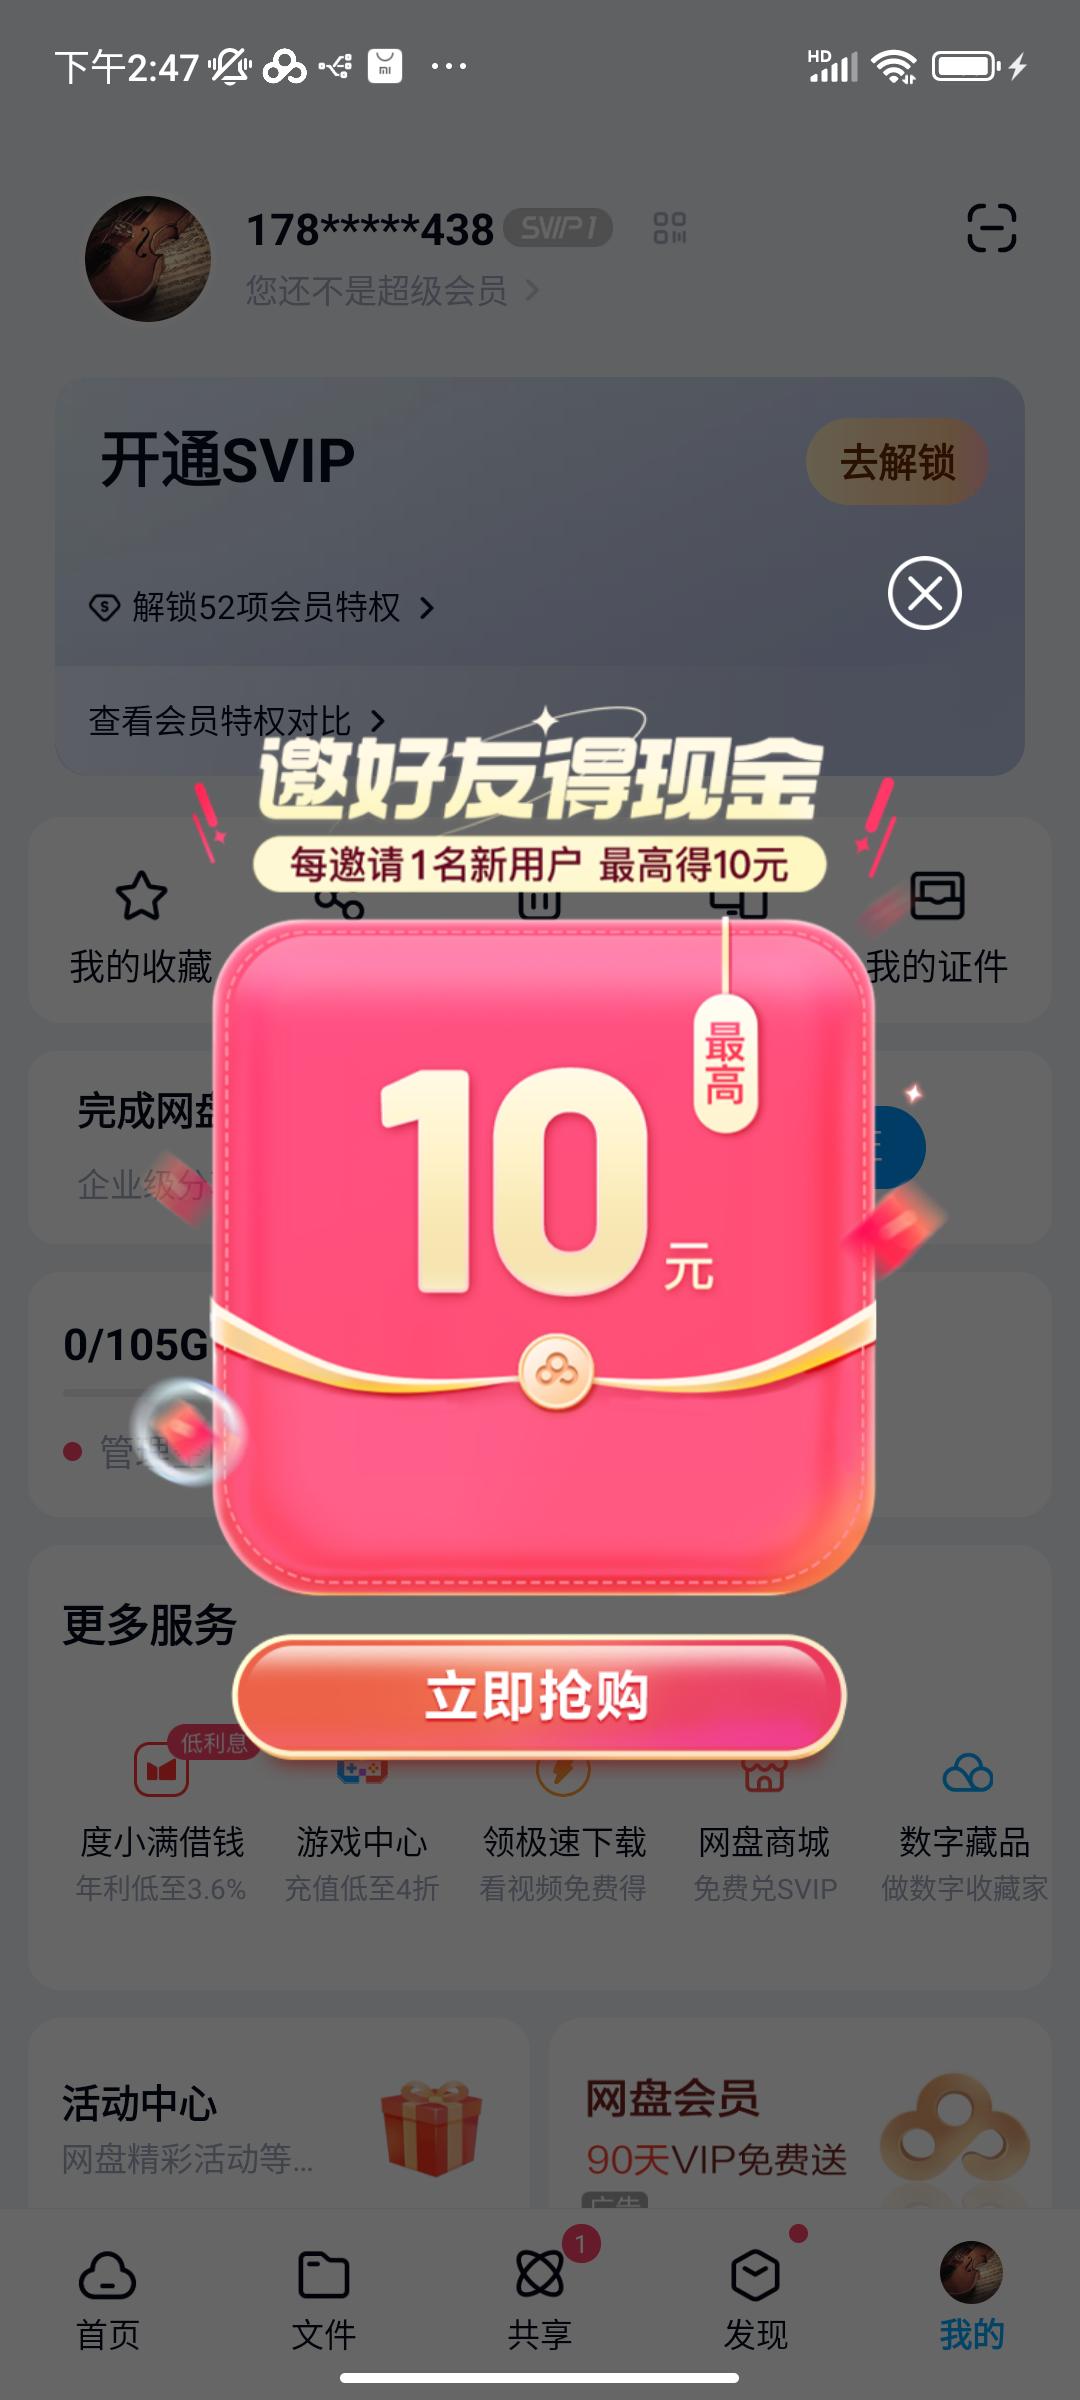 下午2:47
HD
178*****438 SVIP1
您还不是超级会员
开通SVIP
去解锁
解锁52项会员特权
查看会员特权对比
邀好友得现金
每邀请1名新用户 最高得10元
我的收藏
我的证件
最高
10元
完成网盘
企业级分
0/105G
管理
立即抢购
更多服务
低利息
度小满借钱
游戏中心
领极速下载
网盘商城
数字藏品
年利低至3.6%
充值低至4折
看视频免费得
免费兑SVIP
做数字收藏家
活动中心
网盘精彩活动等...
网盘会员
90天VIP免费送
广告
1
首页
文件
共享
发现
我的